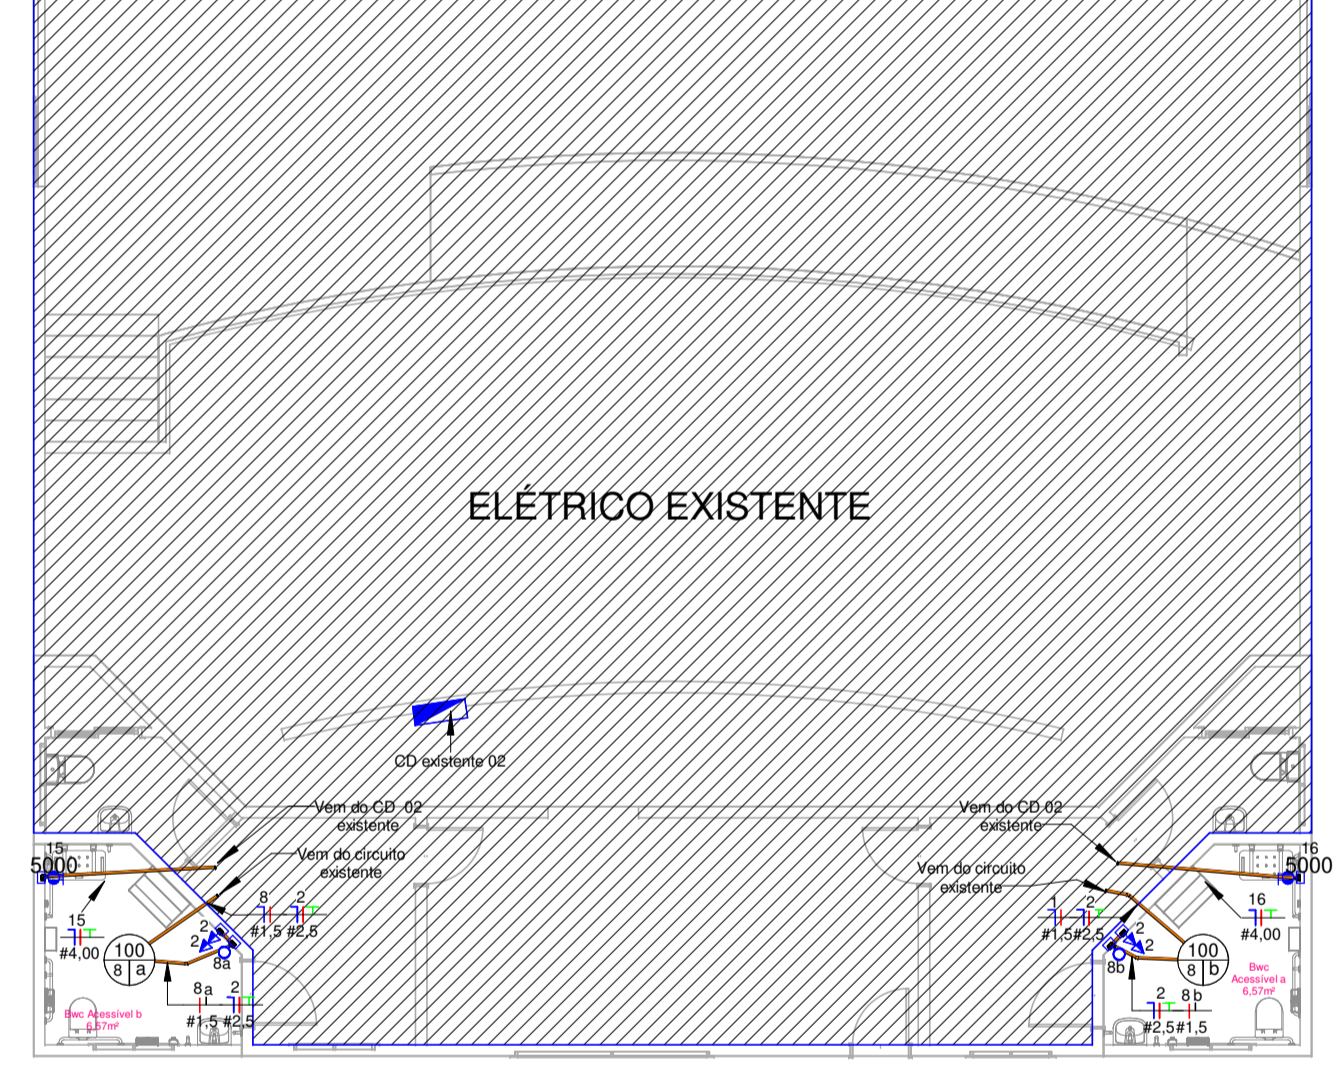 ELÉTRICO EXISTENTE
CD existente 02
Vem do CD 02
existente
Vem do circuito
existente
Vem do CD 02
existente
Vem do circuito
existente
15
5000
15
#4,00
100
8 a
2
2
8a
8 2
#1,5 #2,5
8a 2
#1,5 #2,5
Bwc Acessível b
6,57m²
16
5000
16
#4,00
1 2
#1,5 #2,5
2
2
8b
100
8 b
2 8b
#2,5 #1,5
Bwc
Acessível a
6,57m²